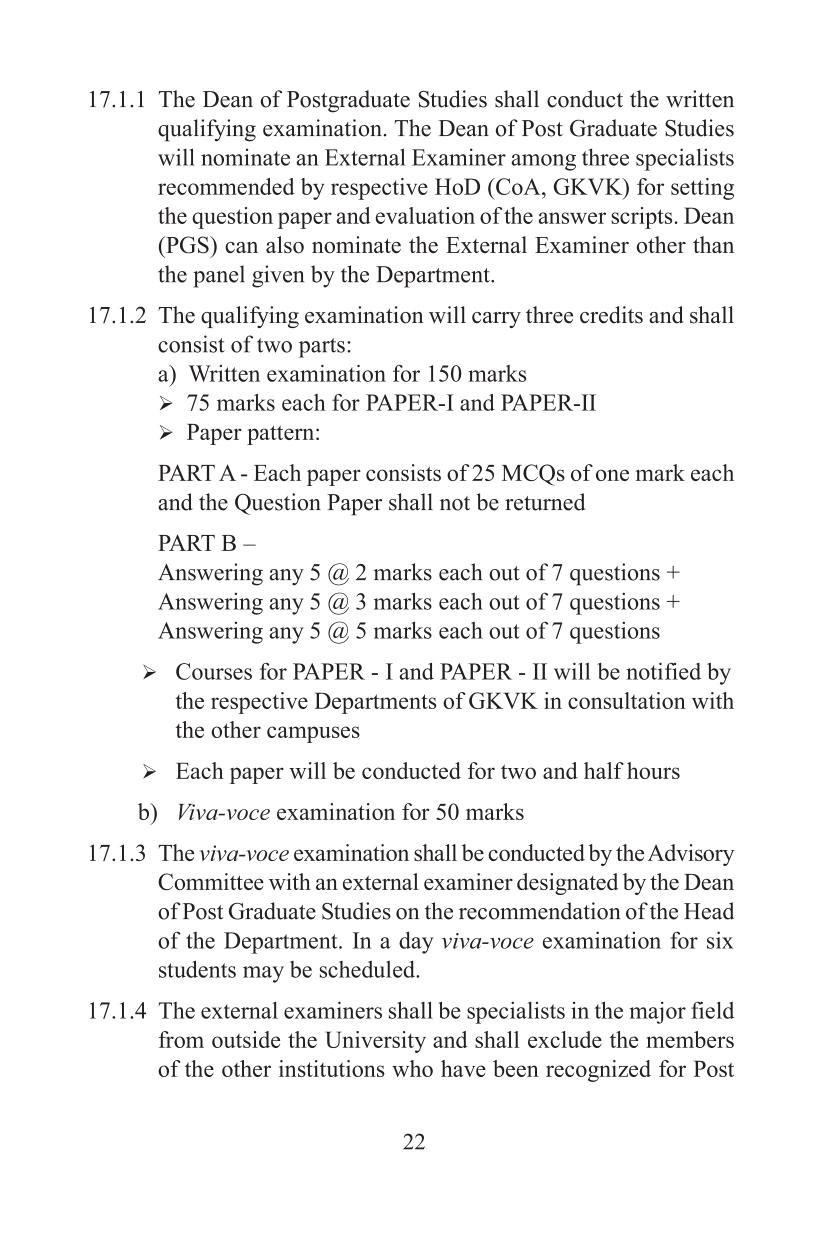 17.1.1 The Dean of Postgraduate Studies shall conduct the written
qualifying examination. The Dean of Post Graduate Studies
will nominate an External Examiner among three specialists
recommended by respective HoD (CoA, GKVK) for setting
the question paper and evaluation of the answer scripts. Dean
(PGS) can also nominate the External Examiner other than
the panel given by the Department.
17.1.2 The qualifying examination will carry three credits and shall
consist of two parts:
a) Written examination for 150 marks
➢ 75 marks each for PAPER-I and PAPER-II
➢ Paper pattern:
PART A - Each paper consists of 25 MCQs of one mark each
and the Question Paper shall not be returned
PART B –
Answering any 5 @ 2 marks each out of 7 questions +
Answering any 5 @ 3 marks each out of 7 questions +
Answering any 5 @ 5 marks each out of 7 questions
➢ Courses for PAPER - I and PAPER - II will be notified by
the respective Departments of GKVK in consultation with
the other campuses
➢ Each paper will be conducted for two and half hours
b) Viva-voce examination for 50 marks
17.1.3 The viva-voce examination shall be conducted by the Advisory
Committee with an external examiner designated by the Dean
of Post Graduate Studies on the recommendation of the Head
of the Department. In a day viva-voce examination for six
students may be scheduled.
17.1.4 The external examiners shall be specialists in the major field
from outside the University and shall exclude the members
of the other institutions who have been recognized for Post
22